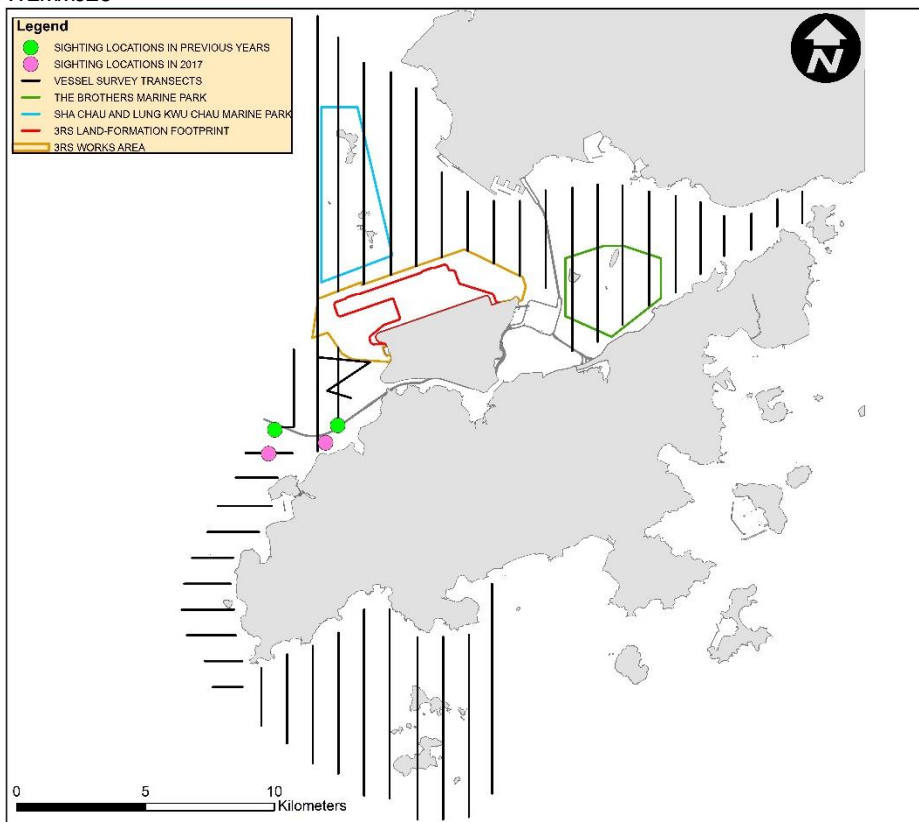 Legend
SIGHTING LOCATIONS IN PREVIOUS YEARS
SIGHTING LOCATIONS IN 2017
VESSEL SURVEY TRANSECTS
THE BROTHERS MARINE PARK
SHA CHAU AND LUNG KWU CHAU MARINE PARK
3RS LAND-FORMATION FOOTPRINT
3RS WORKS AREA
N
0 5 10
Kilometers